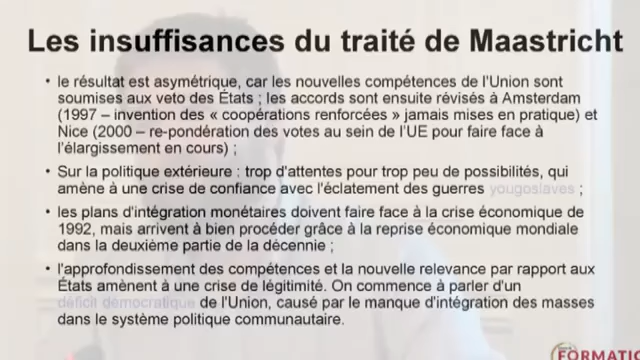 Les insuffisances du traité de Maastricht
• le résultat est asymétrique, car les nouvelles compétences de l'Union sont
soumises aux veto des États ; les accords sont ensuite révisés à Amsterdam
(1997 – invention des « coopérations renforcées » jamais mises en pratique) et
Nice (2000 – re-pondération des votes au sein de l'UE pour faire face à
l'élargissement en cours) ;
• Sur la politique extérieure : trop d'attentes pour trop peu de possibilités, qui
amène à une crise de confiance avec l'éclatement des guerres yougoslaves ;
• les plans d'intégration monétaires doivent faire face à la crise économique de
1992, mais arrivent à bien procéder grâce à la reprise économique mondiale
dans la deuxième partie de la décennie ;
• l'approfondissement des compétences et la nouvelle relevance par rapport aux
États amènent à une crise de légitimité. On commence à parler d'un
déficit démocratique de l'Union, causé par le manque d'intégration des masses
dans le système politique communautaire.
FORMATIO